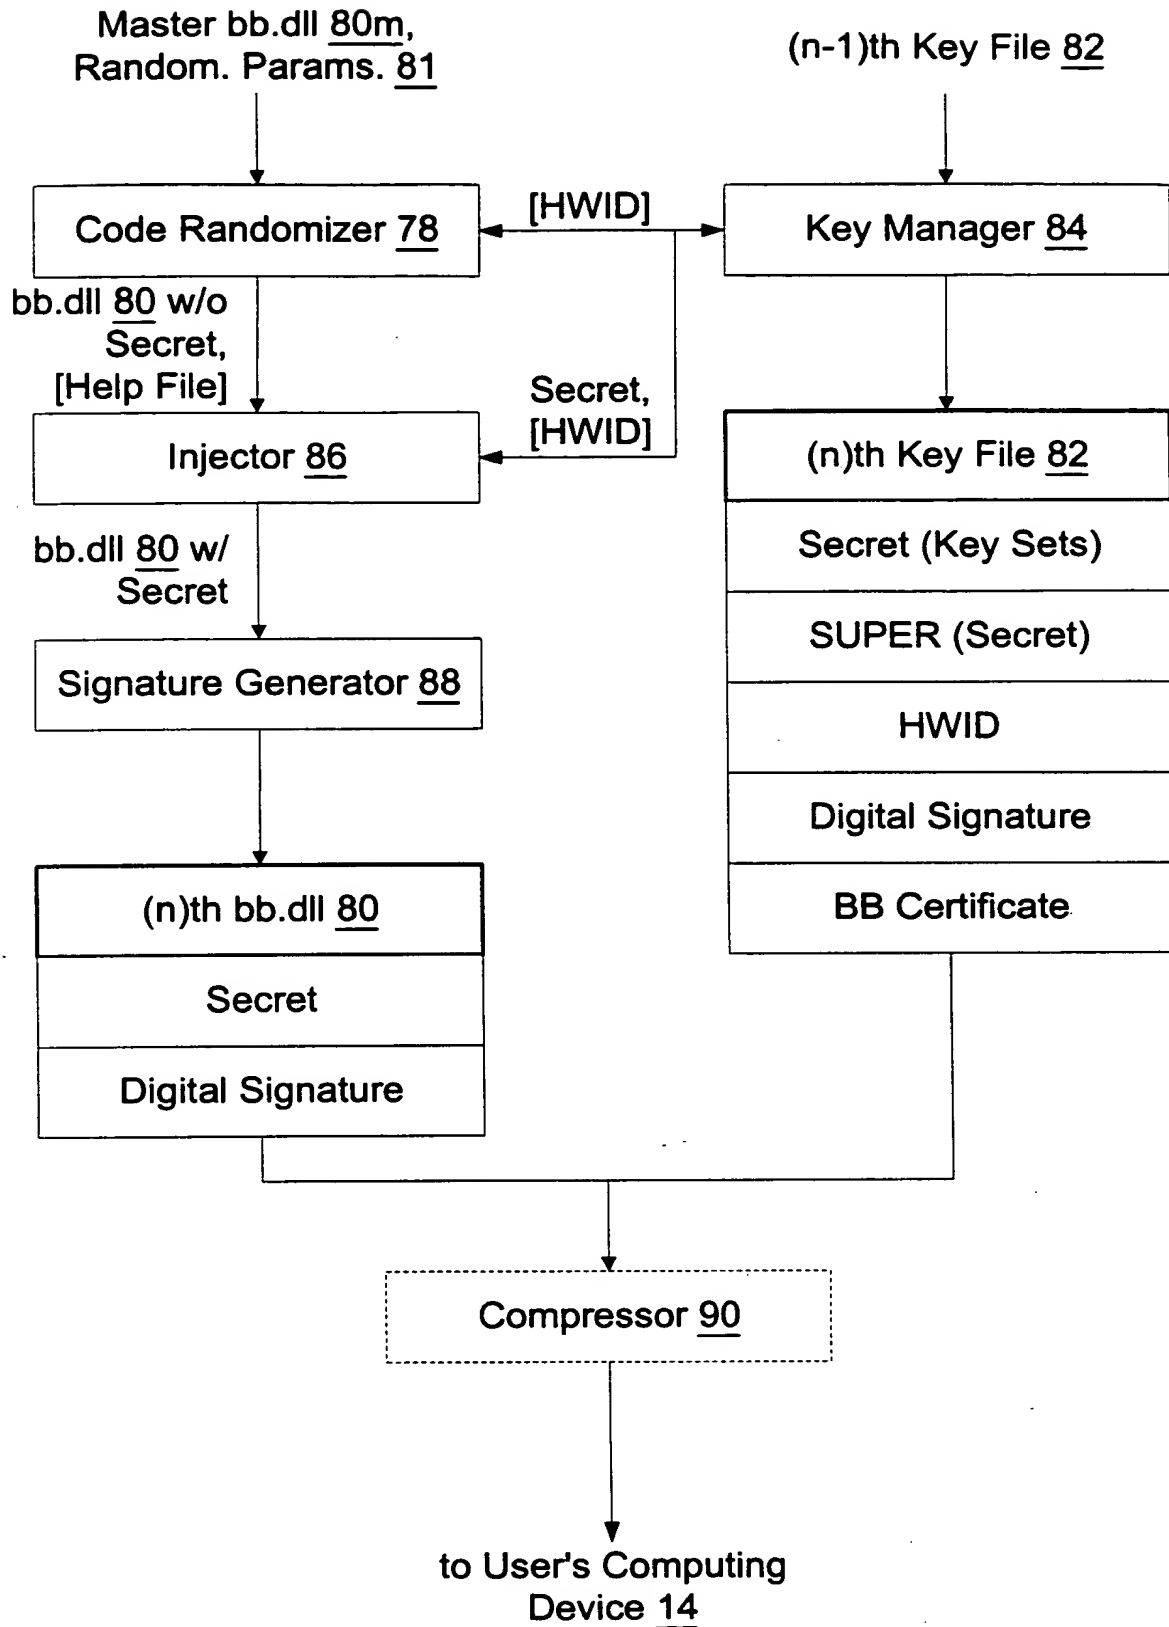 Master bb.dll 80m,
Random. Params. 81
(n-1)th Key File 82
Code Randomizer 78
[HWID]
Key Manager 84
bb.dll 80 w/o
Secret,
[Help File]
Secret,
[HWID]
Injector 86
(n)th Key File 82
Secret (Key Sets)
SUPER (Secret)
HWID
Digital Signature
BB Certificate
bb.dll 80 w/
Secret
Signature Generator 88
(n)th bb.dll 80
Secret
Digital Signature
Compressor 90
to User's Computing
Device 14